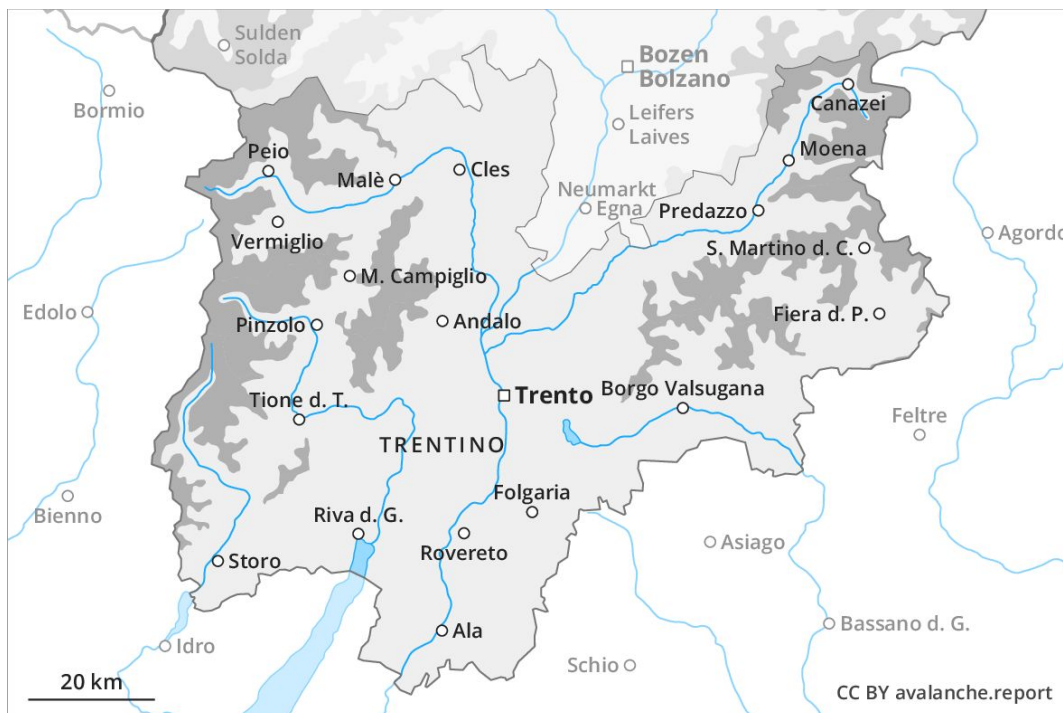 Sulden
Solda
Bozen
Bolzano
Bormio
Canazei
Leifers
Laives
Peio
Moena
Malè
Cles
Neumarkt
Egna
Predazzo
Vermiglio
Agordo
S. Martino d. C.
M. Campiglio
Edolo
Pinzolo
Andalo
Fiera d. P.
Trento
Borgo Valsugana
Tione d. T.
Feltre
TRENTINO
Bienno
Folgaria
Riva d. G.
Rovereto
Asiago
Storo
Ala
Bassano d. G.
Idro
Schio
20 km
CC BY avalanche.report